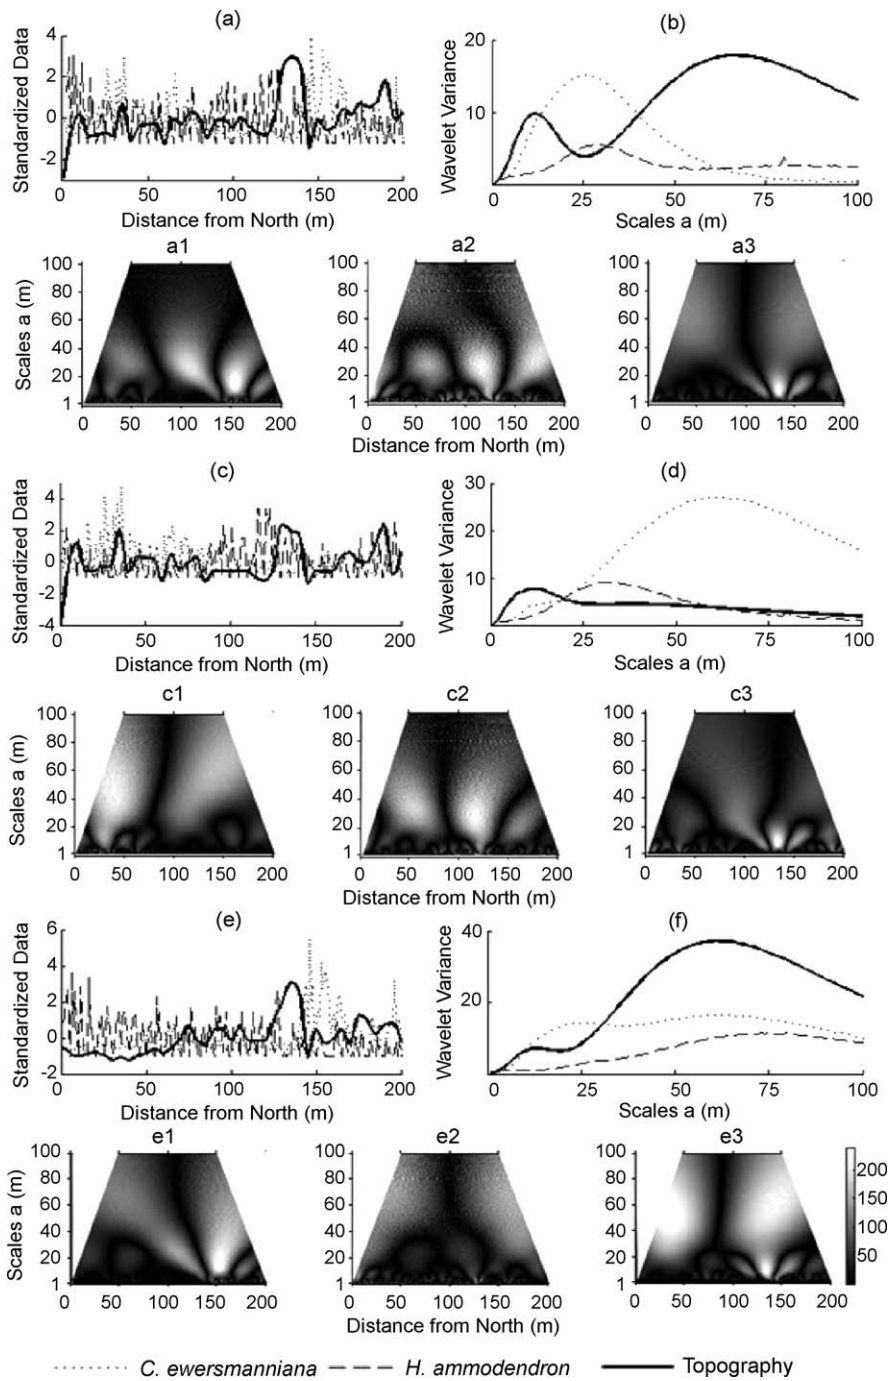 (a)
Standardized Data
4
2
0
-2
0 50 100 150 200
Distance from North (m)
(b)
Wavelet Variance
20
10
0 25 50 75 100
Scales a (m)
a1
Scales a (m)
100
80
60
40
20
1
0 50 100 150 200
a2
100
80
60
40
20
1
0 50 100 150 200
Distance from North (m)
a3
100
80
60
40
20
1
0 50 100 150 200
(c)
Standardized Data
4
2
0
-2
-4
0 50 100 150 200
Distance from North (m)
(d)
Wavelet Variance
30
20
10
0 25 50 75 100
Scales a (m)
c1
Scales a (m)
100
80
60
40
20
1
0 50 100 150 200
c2
100
80
60
40
20
1
0 50 100 150 200
Distance from North (m)
c3
100
80
60
40
20
1
0 50 100 150 200
(e)
Standardized Data
6
4
2
0
-2
0 50 100 150 200
Distance from North (m)
(f)
Wavelet Variance
40
20
0 25 50 75 100
Scales a (m)
e1
Scales a (m)
100
80
60
40
20
1
0 50 100 150 200
e2
100
80
60
40
20
1
0 50 100 150 200
Distance from North (m)
e3
100
80
60
40
20
1
0 50 100 150 200
200
150
100
50
C. ewersmanniana H. ammodendron Topography